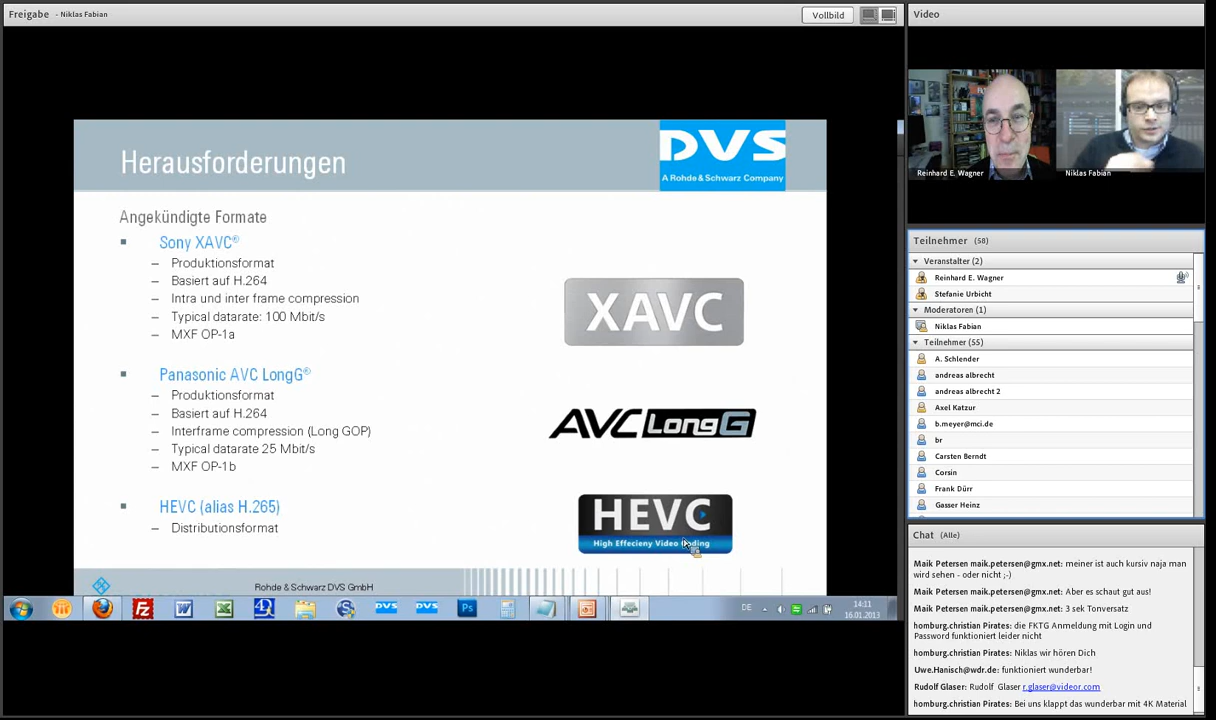 Freigabe - Niklas Fabian
Vollbild
Herausforderungen
DVS
A Rohde & Schwarz Company
Angekündigte Formate
Sony XAVC®
– Produktionsformat
– Basiert auf H.264
– Intra und inter frame compression
– Typical datarate: 100 Mbit/s
– MXF OP-1a
XAVC
Panasonic AVC LongG®
– Produktionsformat
– Basiert auf H.264
– Interframe compression (Long GOP)
– Typical datarate 25 Mbit/s
– MXF OP-1b
AVC LongG
HEVC (alias H.265)
– Distributionsformat
HEVC
High Effecieny Video
Rohde & Schwarz DVS GmbH
DVS
DVS
Ps
DE
14:11
16.01.2013
Video
Reinhard E. Wagner
Niklas Fabian
Teilnehmer (58)
Veranstalter (2)
Reinhard E. Wagner
Stefanie Urbicht
Moderatoren (1)
Niklas Fabian
Teilnehmer (55)
A. Schlender
andreas albrecht
andreas albrecht 2
Axel Katzur
b.meyer@mci.de
br
Carsten Berndt
Corsin
Frank Dürr
Gasser Heinz
Chat (Alle)
Maik Petersen maik.petersen@gmx.net: meiner ist auch kursiv naja man
wird sehen - oder nicht ;-)
Maik Petersen maik.petersen@gmx.net: Aber es schaut gut aus!
Maik Petersen maik.petersen@gmx.net: 3 sek Tonversatz
homburg.christian Pirates: die FKTG Anmeldung mit Login und
Password funktioniert leider nicht
homburg.christian Pirates: Niklas wir hören Dich
Uwe.Hanisch@wdr.de: funktioniert wunderbar!
Rudolf Glaser: Rudolf Glaser r.glaser@videor.com
homburg.christian Pirates: Bei uns klappt das wunderbar mit 4K Material